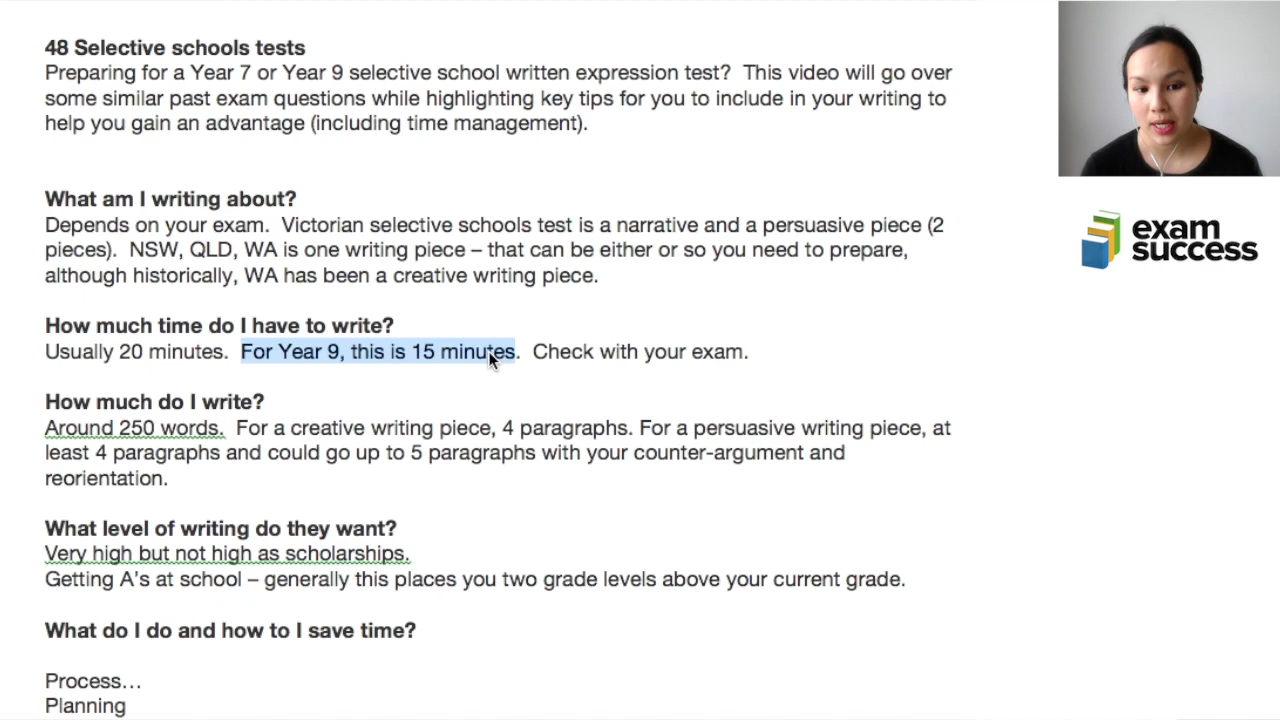 48 Selective schools tests
Preparing for a Year 7 or Year 9 selective school written expression test?  This video will go over
some similar past exam questions while highlighting key tips for you to include in your writing to
help you gain an advantage (including time management).
What am I writing about?
Depends on your exam.  Victorian selective schools test is a narrative and a persuasive piece (2
pieces).  NSW, QLD, WA is one writing piece – that can be either or so you need to prepare,
although historically, WA has been a creative writing piece.
How much time do I have to write?
Usually 20 minutes.  For Year 9, this is 15 minutes.  Check with your exam.
How much do I write?
Around 250 words.  For a creative writing piece, 4 paragraphs. For a persuasive writing piece, at
least 4 paragraphs and could go up to 5 paragraphs with your counter-argument and
reorientation.
What level of writing do they want?
Very high but not high as scholarships.
Getting A's at school – generally this places you two grade levels above your current grade.
What do I do and how to I save time?
Process…
Planning
exam
success